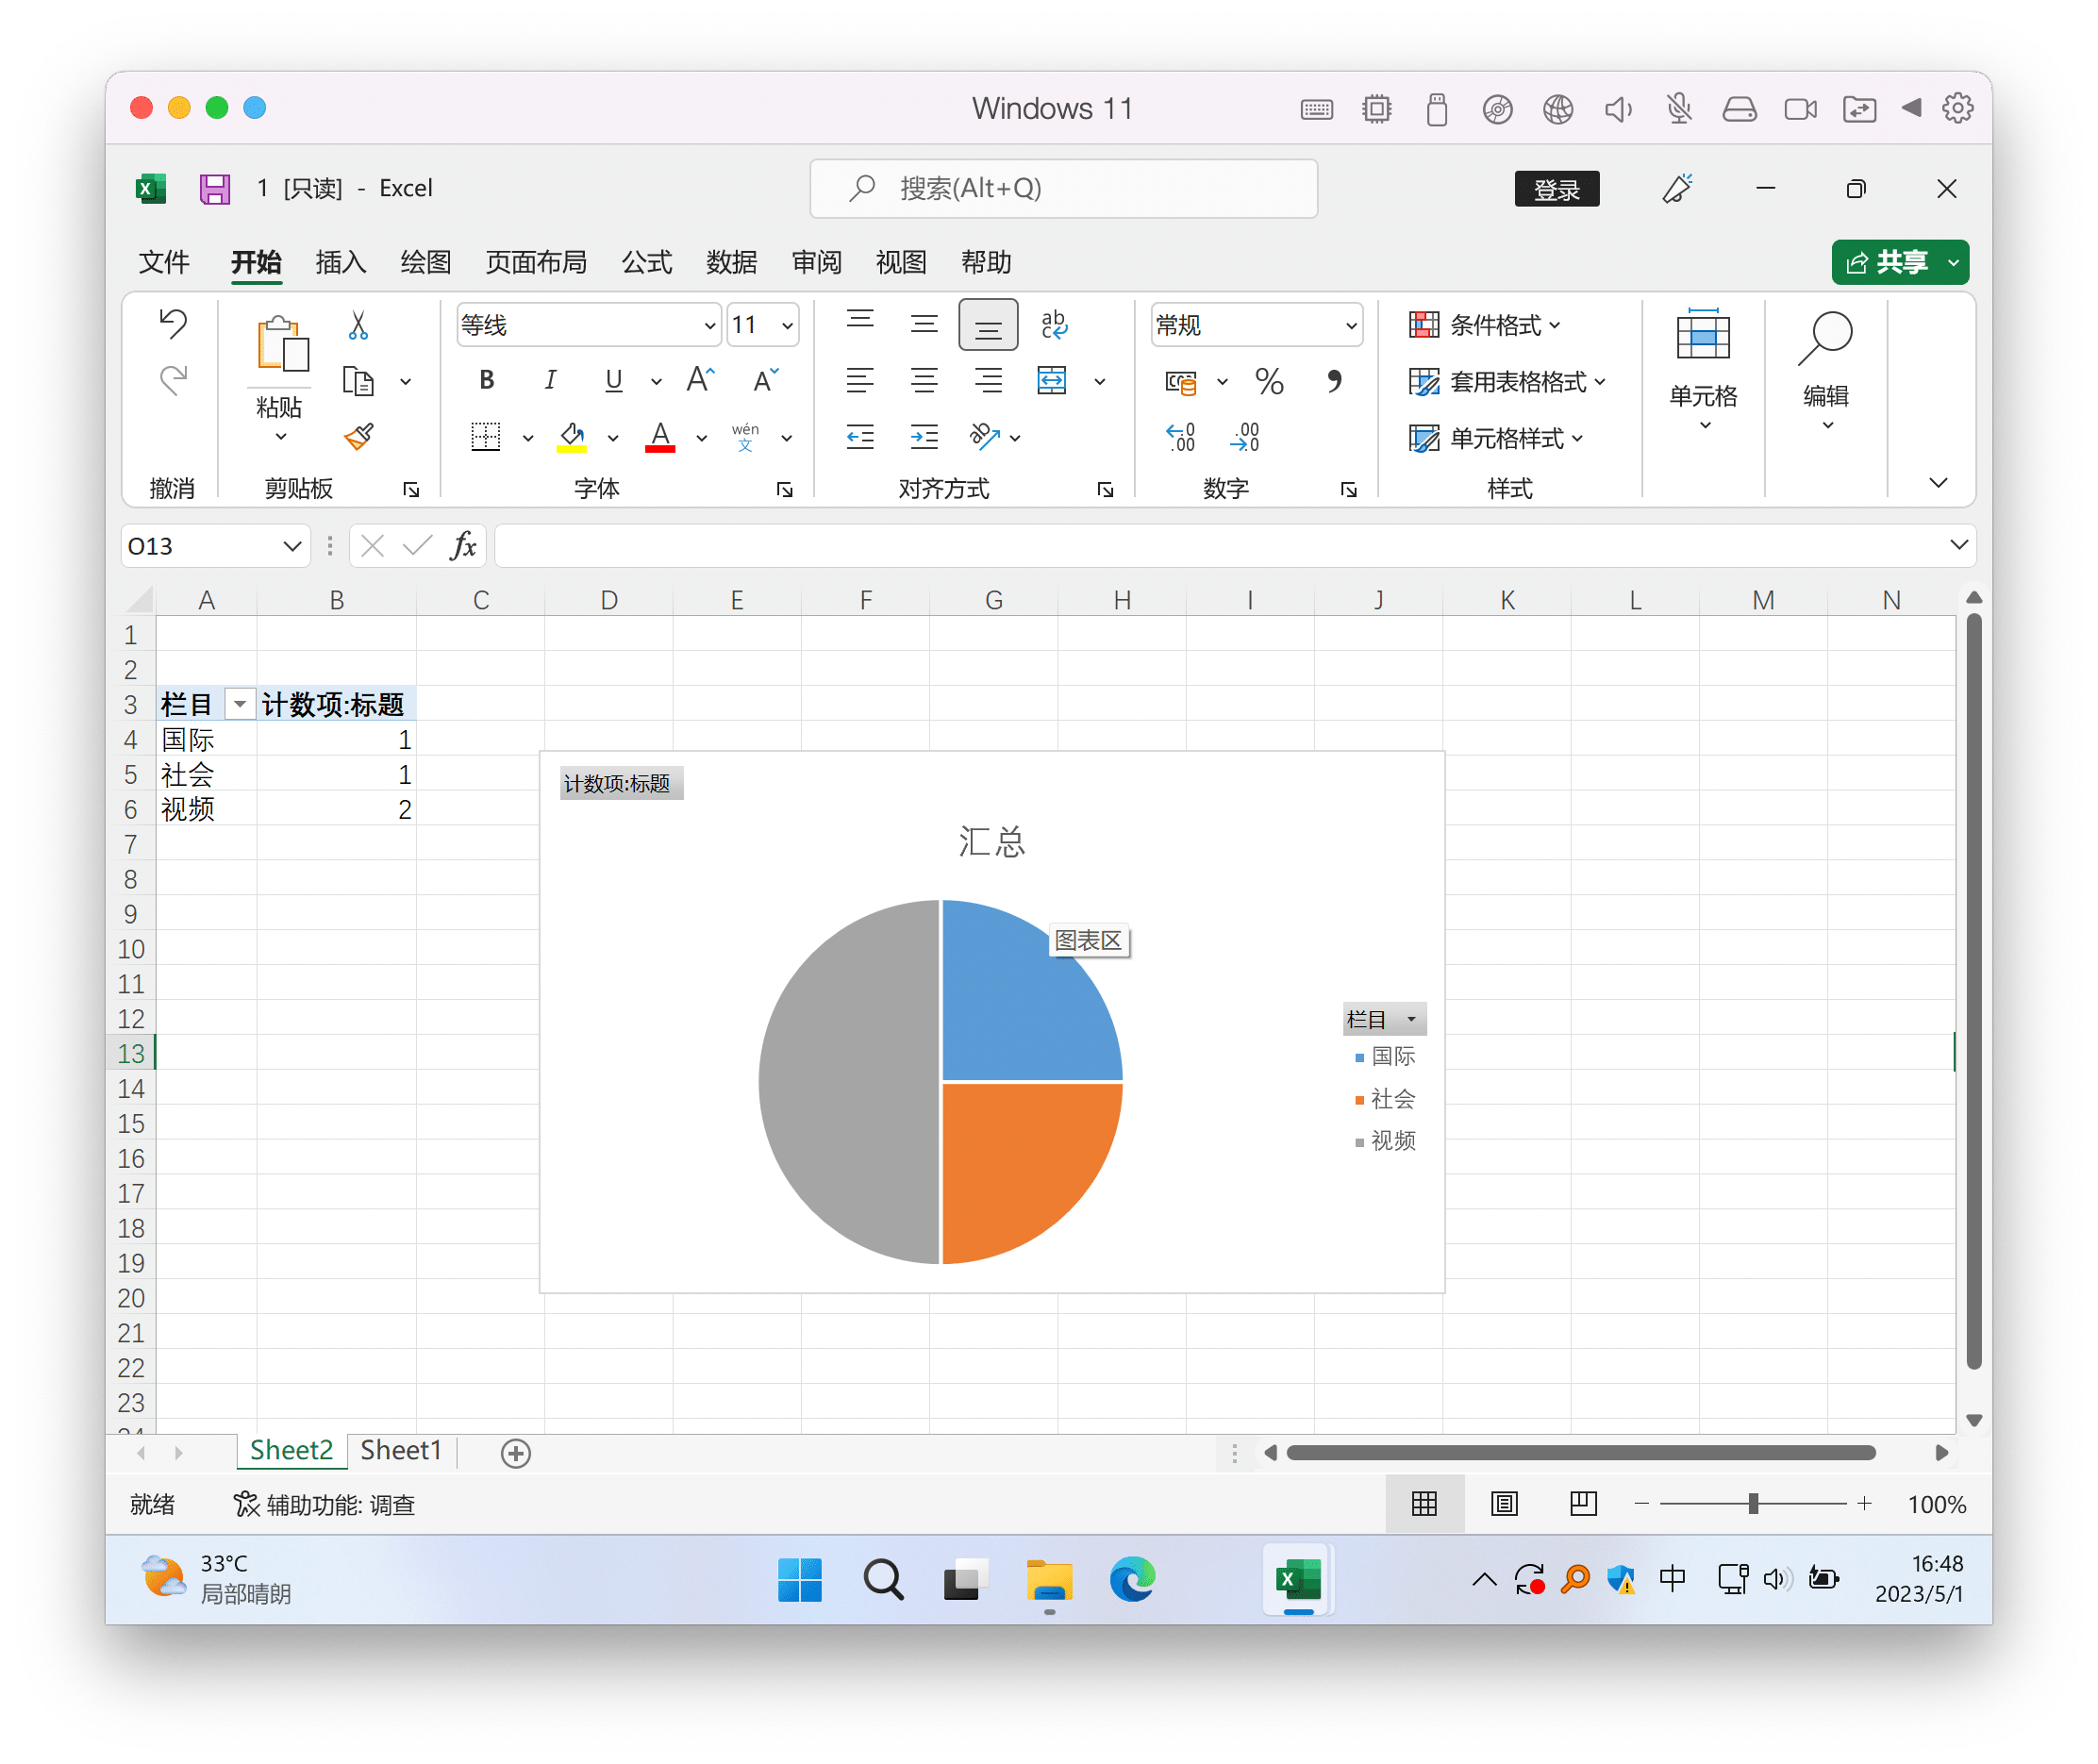 Windows 11
1 [只读] - Excel
搜索(Alt+Q)
登录
文件 开始 插入 绘图 页面布局 公式 数据 审阅 视图 帮助
共享
等线 11
ab
c
常规
条件格式
B I U A A
% ,
套用表格格式
粘贴
单元格
编辑
A
wén
文
ab
.00
.00
单元格样式
撤消 剪贴板 字体 对齐方式 数字 样式
O13
fx
A B C D E F G H I J K L M N
1
2
3 栏目 计数项:标题
4 国际 1
5 社会 1
6 视频 2
7
8
9
10
11
12
13
14
15
16
17
18
19
20
21
22
23
24
计数项:标题
汇总
图表区
栏目
国际
社会
视频
Sheet2 Sheet1
就绪 辅助功能: 调查
100%
33°C
局部晴朗
中
16:48
2023/5/1